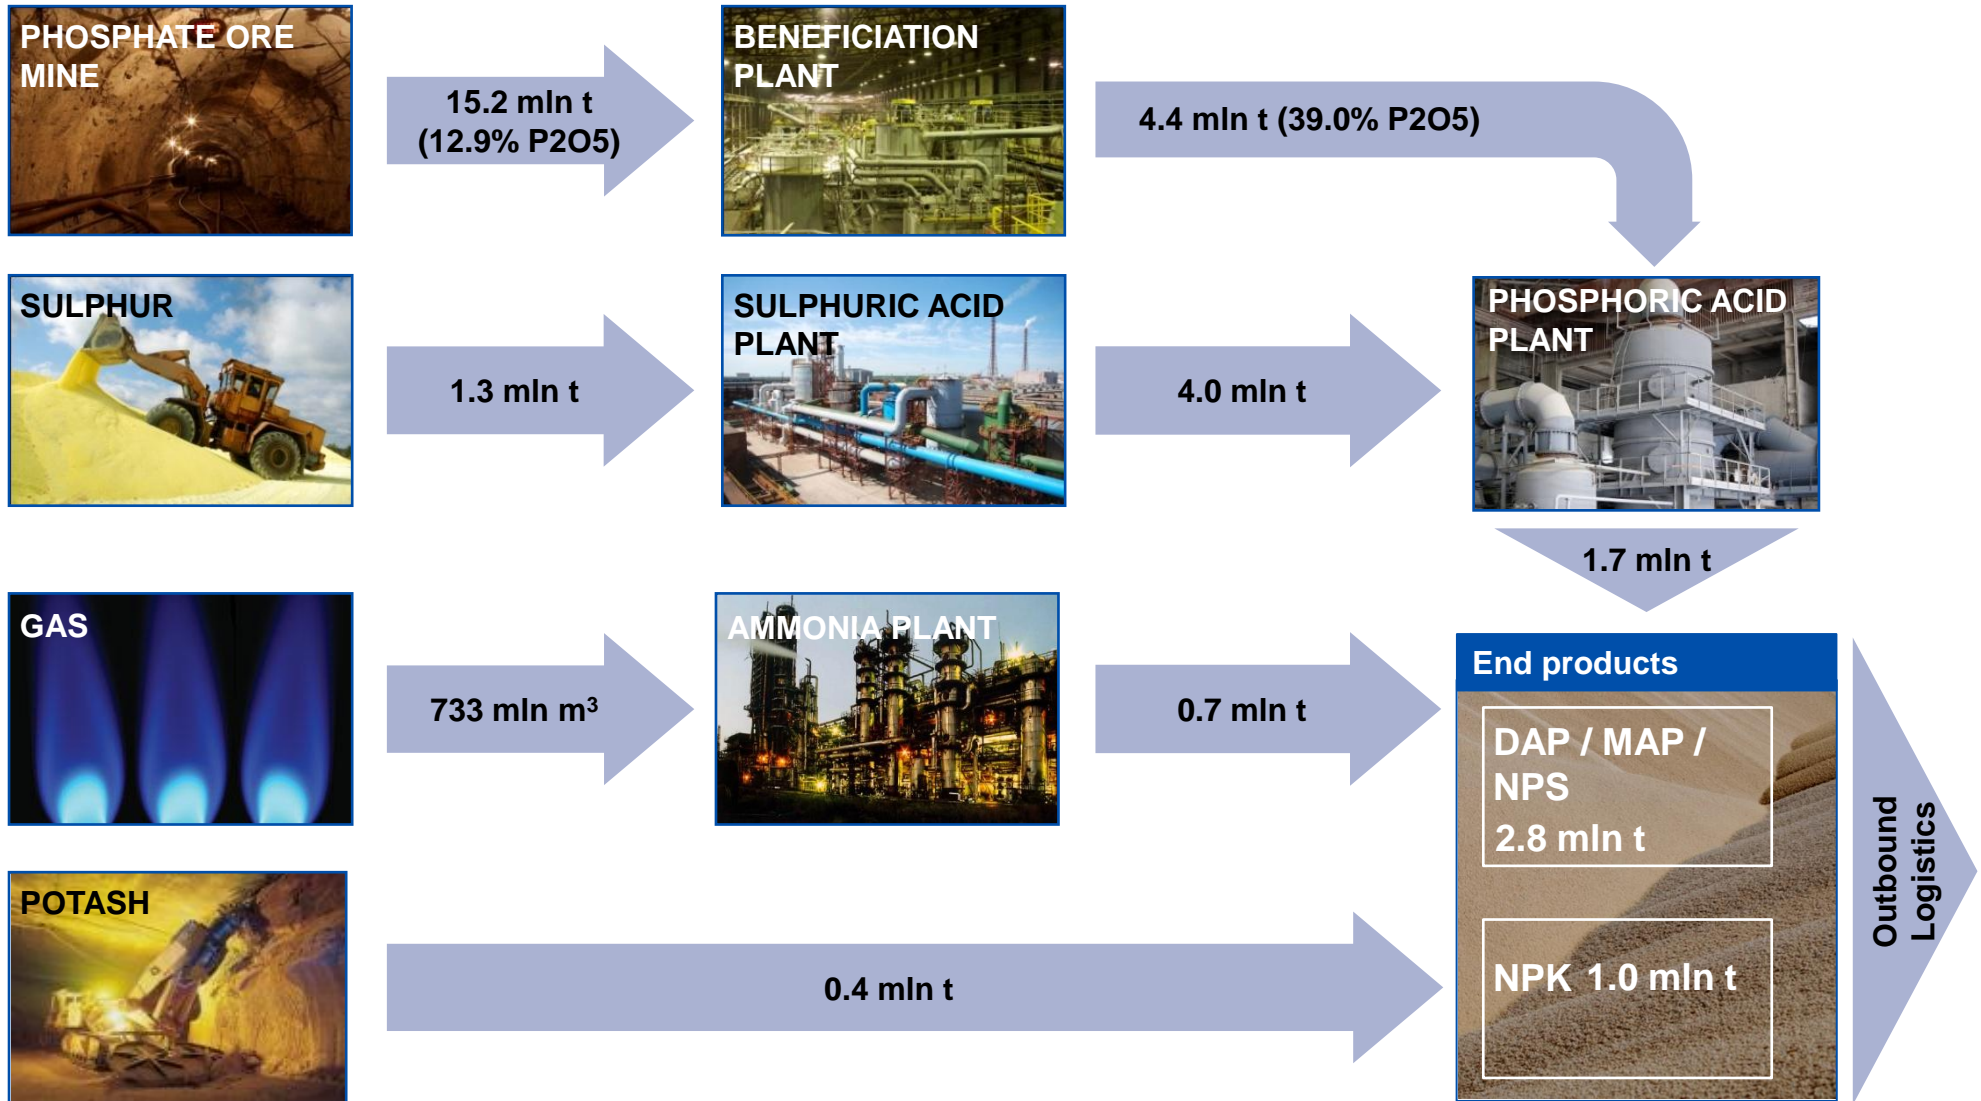 PHOSPHATE ORE
MINE
15.2 mln t
(12.9% P2O5)
BENEFICIATION
PLANT
4.4 mln t (39.0% P2O5)
SULPHUR
1.3 mln t
SULPHURIC ACID
PLANT
4.0 mln t
PHOSPHORIC ACID
PLANT
1.7 mln t
GAS
733 mln m³
AMMONIA PLANT
0.7 mln t
End products
DAP / MAP /
NPS
2.8 mln t
POTASH
0.4 mln t
NPK 1.0 mln t
Outbound
Logistics